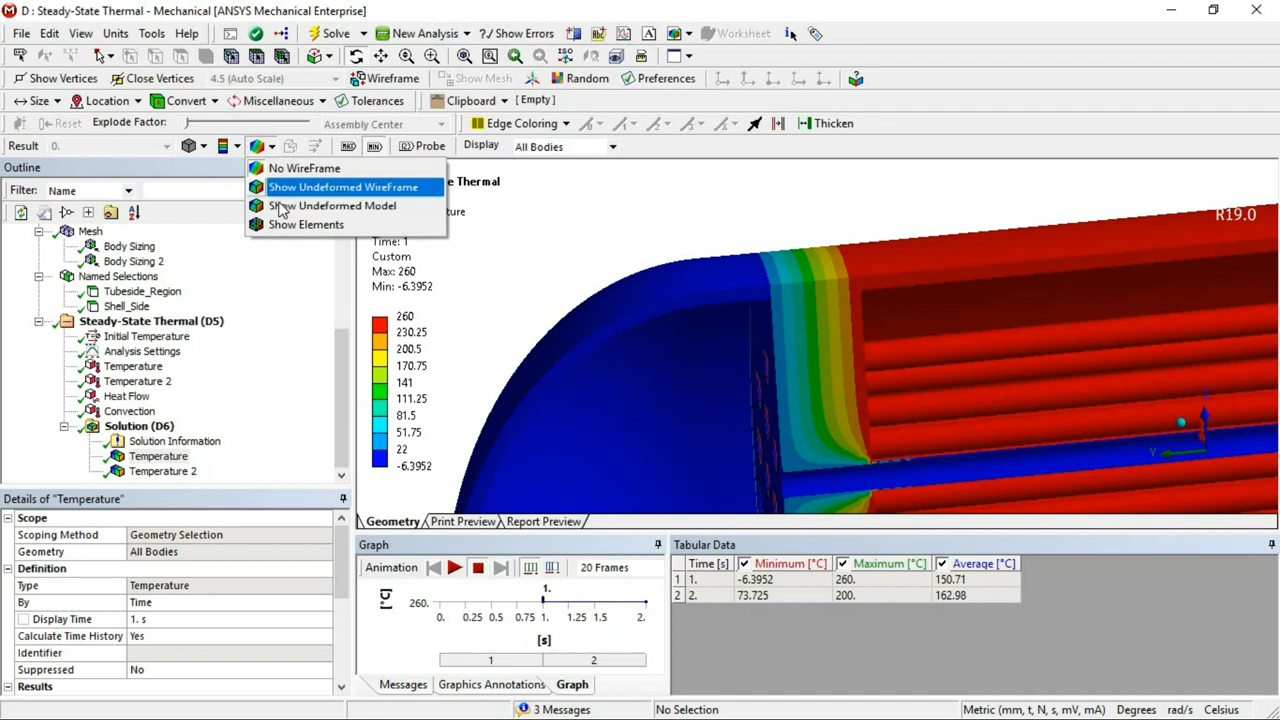 D : Steady-State Thermal - Mechanical [ANSYS Mechanical Enterprise]
File Edit View Units Tools Help Solve New Analysis ?/ Show Errors Worksheet
Show Vertices Close Vertices 4.5 (Auto Scale) Wireframe Show Mesh Random Preferences
Size Location Convert Miscellaneous Tolerances Clipboard [ Empty ]
Reset Explode Factor: Assembly Center Edge Coloring Thicken
Result 0. MAX MIN Probe Display All Bodies
No WireFrame
Show Undeformed WireFrame
Show Undeformed Model
Show Elements
Outline
Filter: Name
Mesh
Body Sizing
Body Sizing 2
Named Selections
Tubeside_Region
Shell_Side
Steady-State Thermal (D5)
Initial Temperature
Analysis Settings
Temperature
Temperature 2
Heat Flow
Convection
Solution (D6)
Solution Information
Temperature
Temperature 2
Time: 1
Custom
Max: 260
Min: -6.3952
260
230.25
200.5
170.75
141
81.5
51.75
22
-6.3952
R19.0
Y
Geometry Print Preview Report Preview
Details of "Temperature"
Scope
Scoping Method Geometry Selection
Geometry All Bodies
Definition
Type Temperature
By Time
Display Time 1. s
Calculate Time History Yes
Identifier
Suppressed No
Results
Graph
Animation 20 Frames
[°C]
1.
260.
0. 0.25 0.5 0.75 1. 1.25 1.5 2.
[s]
1 2
Messages Graphics Annotations Graph
Tabular Data
Time [s] Minimum [°C] Maximum [°C] Average [°C]
1 1. -6.3952 260. 150.71
2 2. 73.725 200. 162.98
3 Messages No Selection Metric (mm, t, N, s, mV, mA) Degrees rad/s Celsius